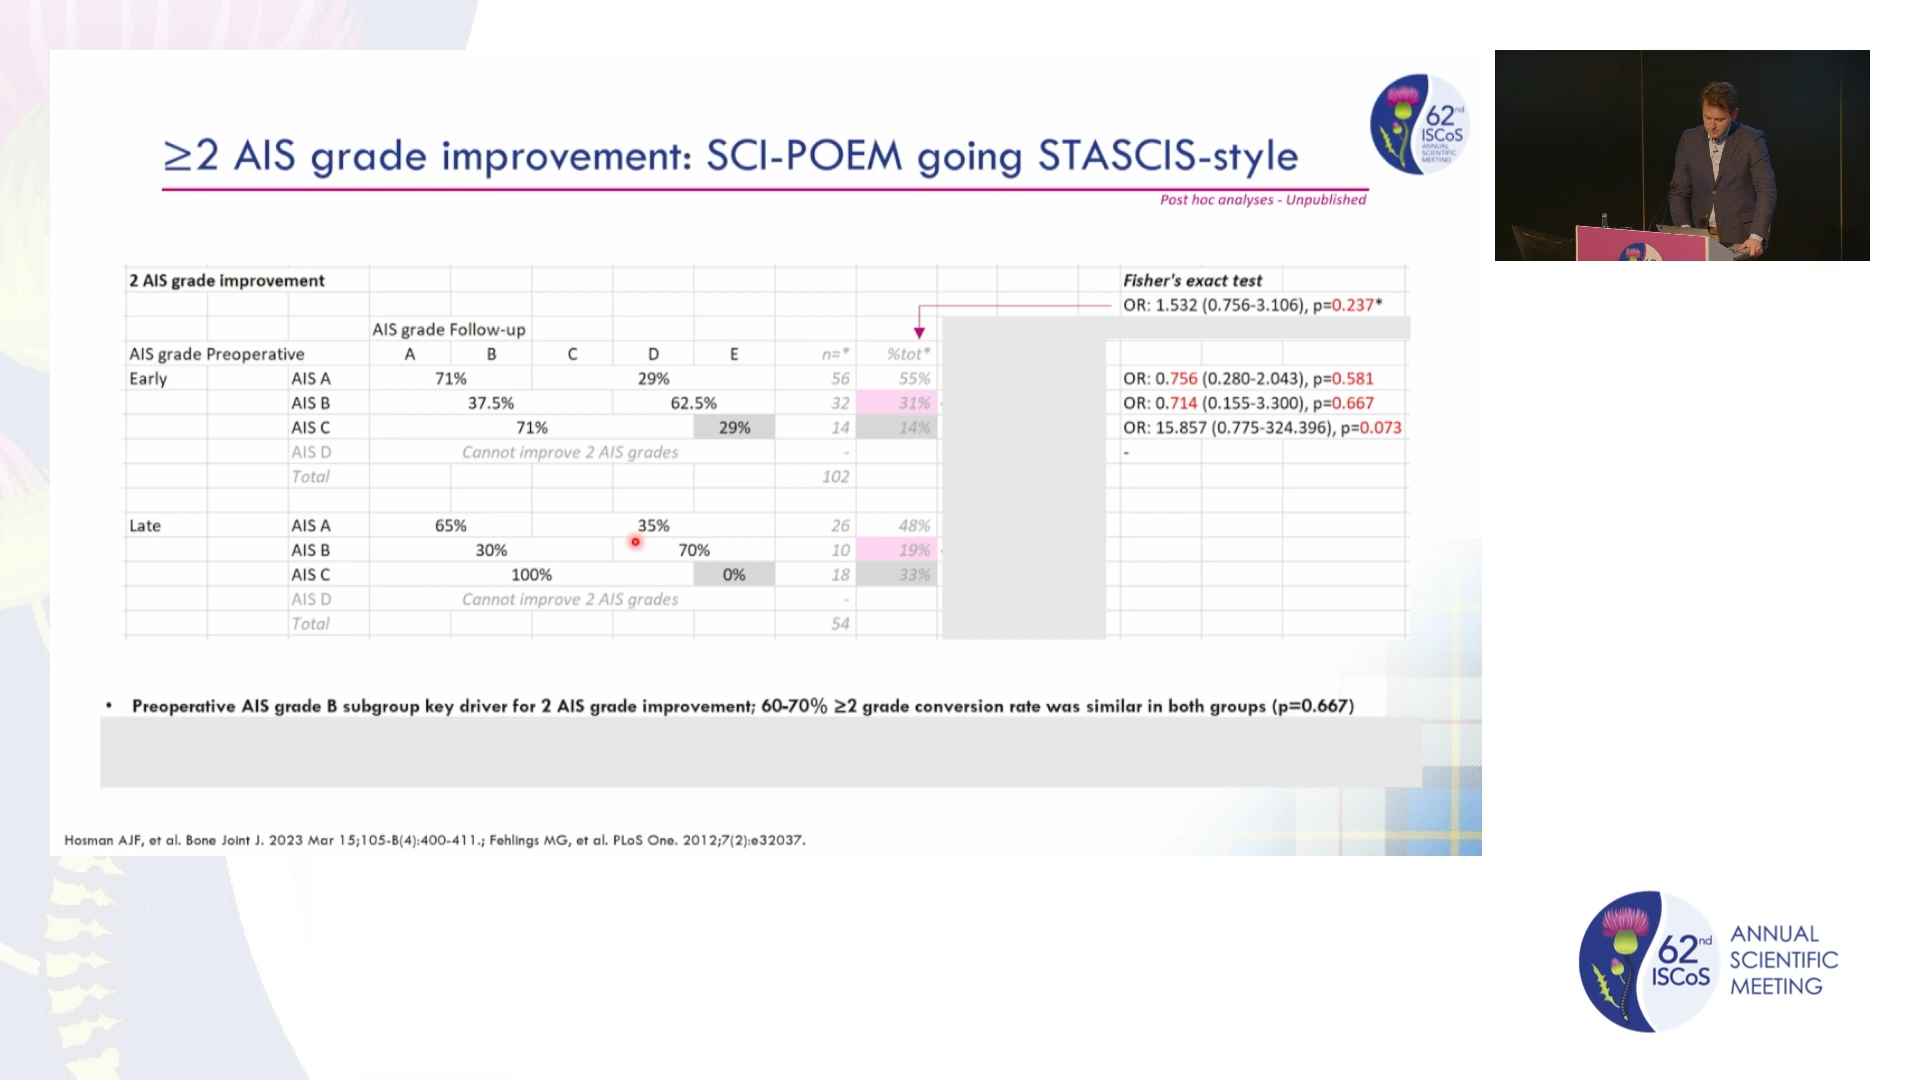 ≥2 AIS grade improvement: SCI-POEM going STASCIS-style
62nd
ISCoS
ANNUAL
SCIENTIFIC
MEETING
Post hoc analyses - Unpublished
2 AIS grade improvement Fisher's exact test
OR: 1.532 (0.756-3.106), p=0.237*
AIS grade Follow-up
AIS grade Preoperative A B C D E n=* %tot*
Early AIS A 71% 29% 56 55% OR: 0.756 (0.280-2.043), p=0.581
AIS B 37.5% 62.5% 32 31% OR: 0.714 (0.155-3.300), p=0.667
AIS C 71% 29% 14 14% OR: 15.857 (0.775-324.396), p=0.073
AIS D Cannot improve 2 AIS grades - -
Total 102
Late AIS A 65% 35% 26 48%
AIS B 30% 70% 10 19%
AIS C 100% 0% 18 33%
AIS D Cannot improve 2 AIS grades -
Total 54
• Preoperative AIS grade B subgroup key driver for 2 AIS grade improvement; 60-70% ≥2 grade conversion rate was similar in both groups (p=0.667)
Hosman AJF, et al. Bone Joint J. 2023 Mar 15;105-B(4):400-411.; Fehlings MG, et al. PLoS One. 2012;7(2):e32037.
62nd
ISCoS
ANNUAL
SCIENTIFIC
MEETING